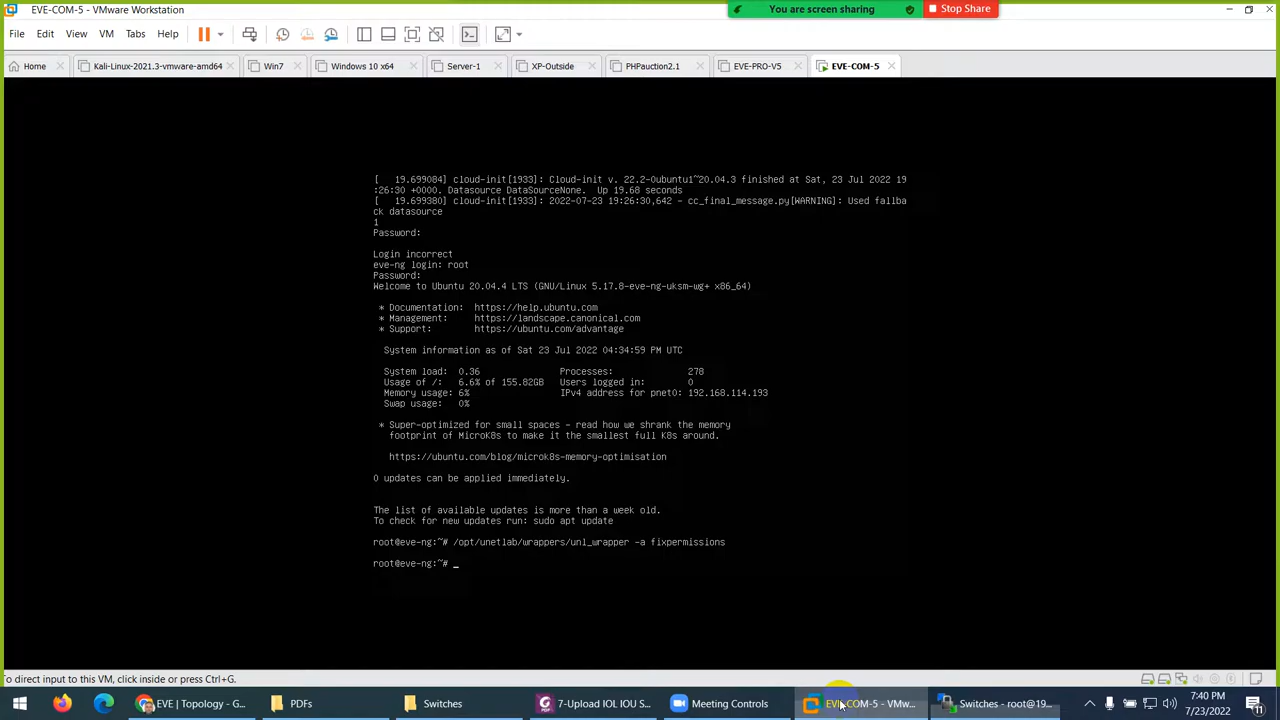 EVE-COM-5 - VMware Workstation
You are screen sharing
Stop Share
File Edit View VM Tabs Help
Home
Kali-Linux-2021.3-vmware-amd64
Win7
Windows 10 x64
Server-1
XP-Outside
PHPauction2.1
EVE-PRO-V5
EVE-COM-5
[   19.699084] cloud-init[1933]: Cloud-init v. 22.2-0ubuntu1~20.04.3 finished at Sat, 23 Jul 2022 19
:26:30 +0000. Datasource DataSourceNone.  Up 19.68 seconds
[   19.699380] cloud-init[1933]: 2022-07-23 19:26:30,642 - cc_final_message.py[WARNING]: Used fallba
ck datasource
1
Password:
Login incorrect
eve-ng login: root
Password:
Welcome to Ubuntu 20.04.4 LTS (GNU/Linux 5.17.8-eve-ng-uksm-wg+ x86_64)
* Documentation:  https://help.ubuntu.com
* Management:     https://landscape.canonical.com
* Support:        https://ubuntu.com/advantage
System information as of Sat 23 Jul 2022 04:34:59 PM UTC
System load:  0.36               Processes:             278
Usage of /:   6.6% of 155.82GB   Users logged in:       0
Memory usage: 6%                 IPv4 address for pnet0: 192.168.114.193
Swap usage:   0%
* Super-optimized for small spaces - read how we shrank the memory
footprint of MicroK8s to make it the smallest full K8s around.
https://ubuntu.com/blog/microk8s-memory-optimisation
0 updates can be applied immediately.
The list of available updates is more than a week old.
To check for new updates run: sudo apt update
root@eve-ng:~# /opt/unetlab/wrappers/unl_wrapper -a fixpermissions
root@eve-ng:~# _
To direct input to this VM, click inside or press Ctrl+G.
EVE | Topology - G...
PDFs
Switches
7-Upload IOL IOU S...
Meeting Controls
EVE-COM-5 - VMw...
Switches - root@19...
7:40 PM
7/23/2022
11